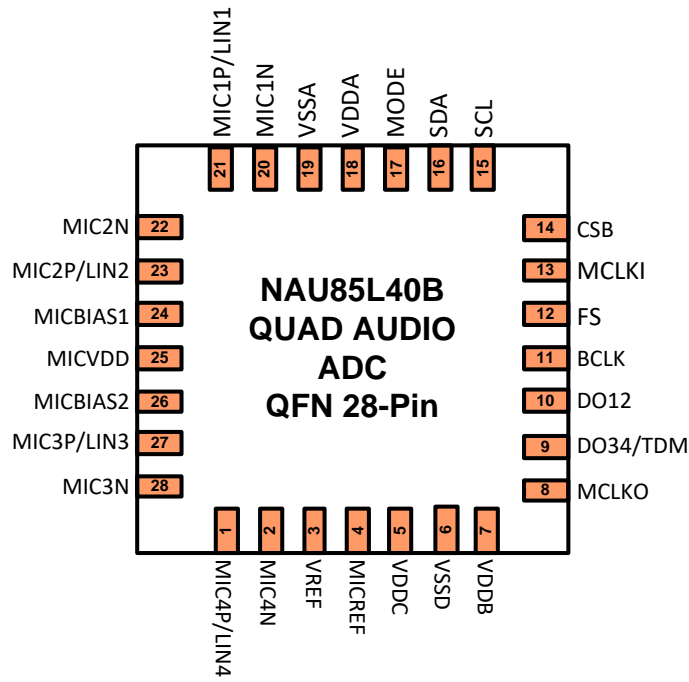 MIC1P/LIN1
MIC1N
VSSA
VDDA
MODE
SDA
SCL
21
20
19
18
17
16
15
MIC2N
22
14
CSB
MIC2P/LIN2
23
13
MCLKI
MICBIAS1
24
12
FS
MICVDD
25
11
BCLK
MICBIAS2
26
10
DO12
MIC3P/LIN3
27
9
DO34/TDM
MIC3N
28
8
MCLKO
NAU85L40B
QUAD AUDIO
ADC
QFN 28-Pin
1
2
3
4
5
6
7
MIC4P/LIN4
MIC4N
VREF
MICREF
VDDC
VSSD
VDDB